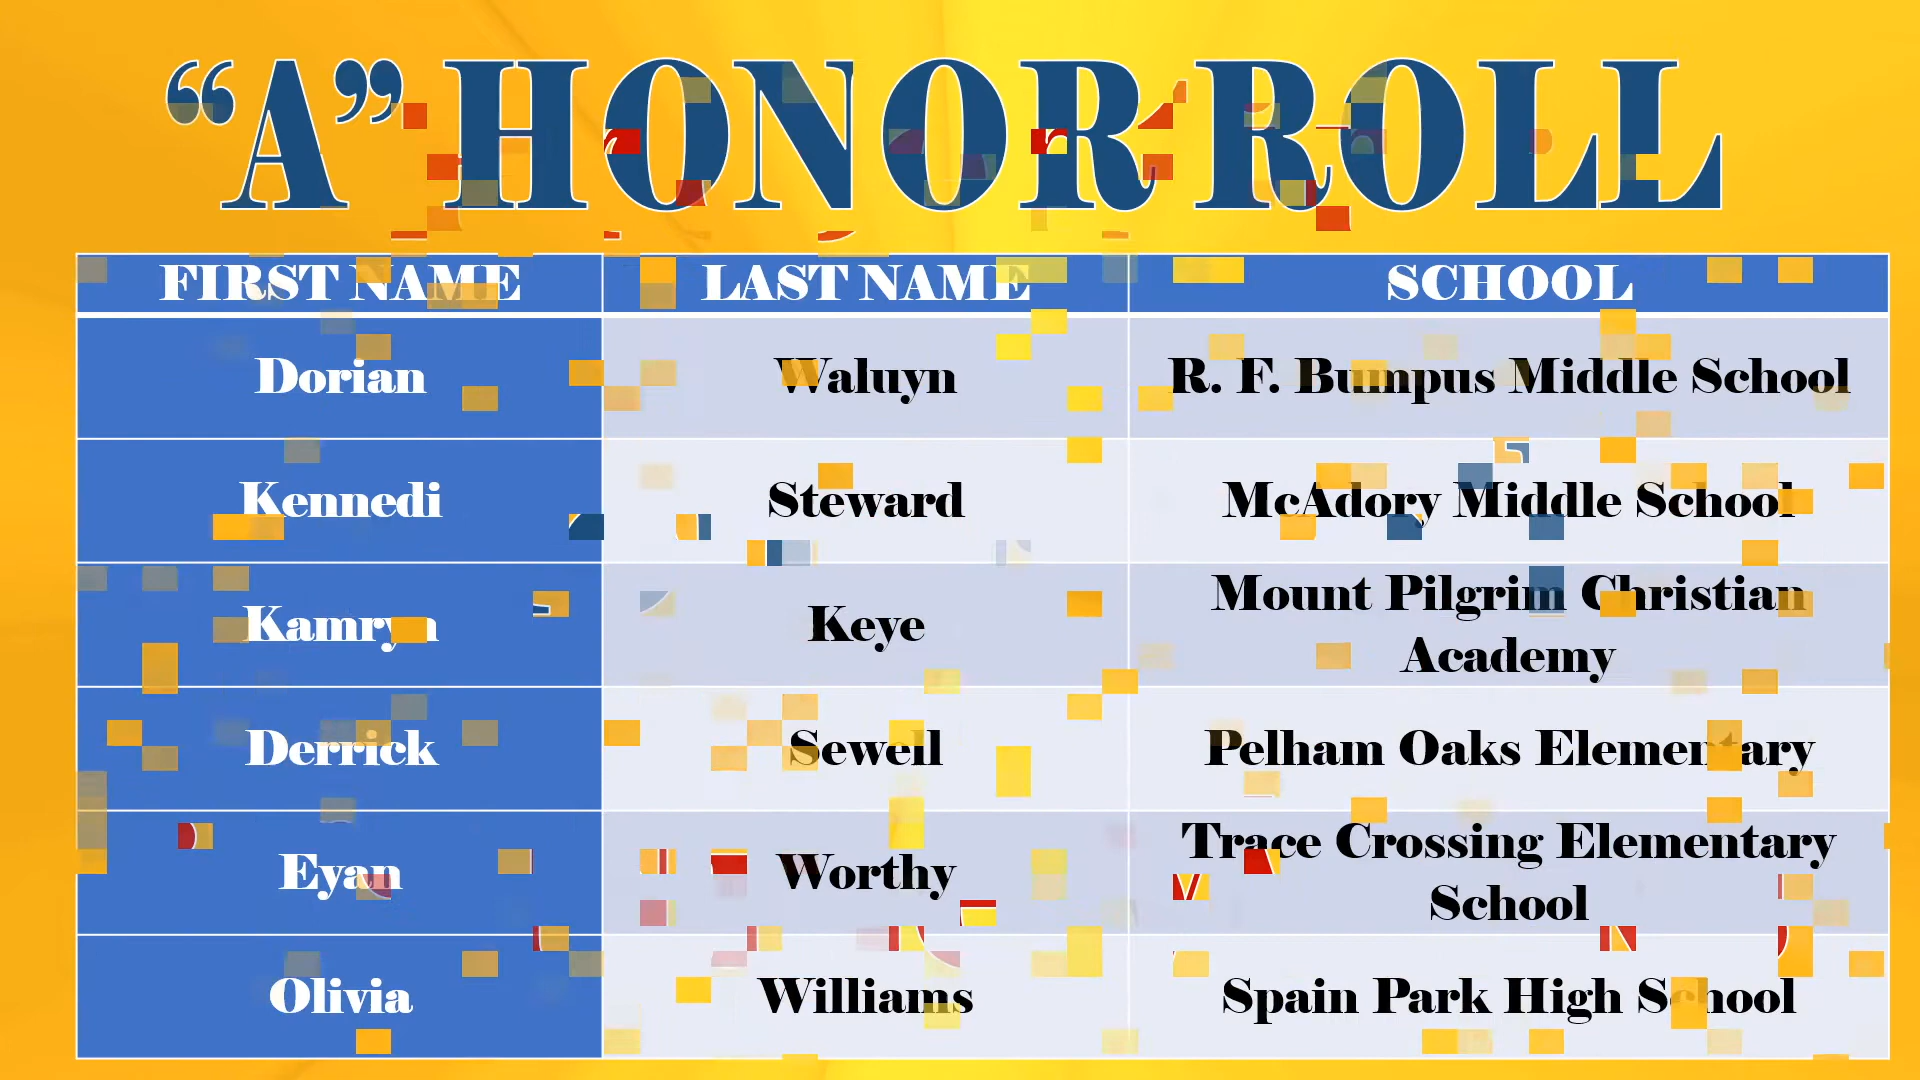 “A” HONOR ROLL
FIRST NAME LAST NAME SCHOOL
Dorian Waluyn R. F. Bumpus Middle School
Kennedi Steward McAdory Middle School
Kamryn Keye Mount Pilgrim Christian
Academy
Derrick Sewell Pelham Oaks Elementary
Eyan Worthy Trace Crossing Elementary
School
Olivia Williams Spain Park High School